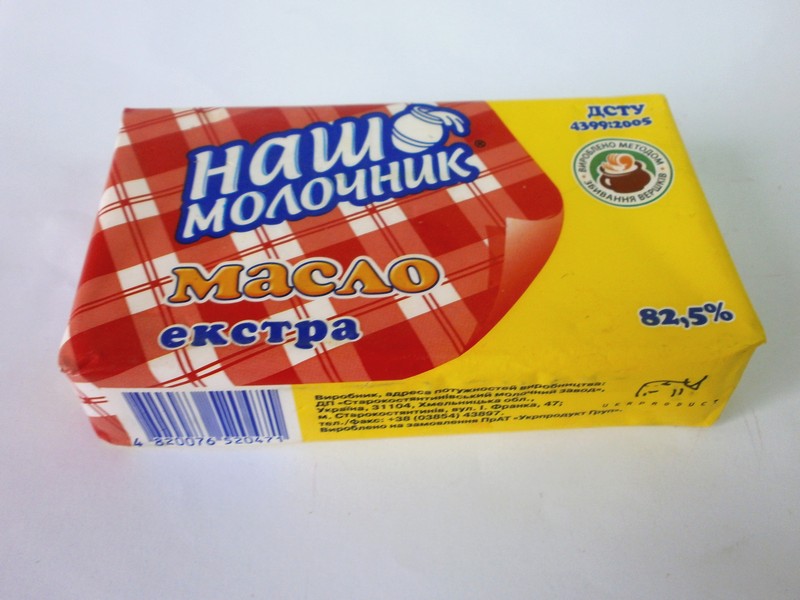 наш
молочник
®
масло
екстра
ДСТУ
4399:2005
ВИРОБЛЕНО МЕТОДОМ
ЗБИВАННЯ ВЕРШКІВ
82,5%
4 820076 520471
Виробник, адреса потужностей виробництва:
ДП «Старокостянтинівський молочний завод»,
Україна, 31104, Хмельницька обл.,
м. Старокостянтинів, вул. І. Франка, 47;
тел./факс: +38 (03854) 43897.
Вироблено на замовлення ПрАТ «Укрпродукт Груп».
UKRPRODUCT